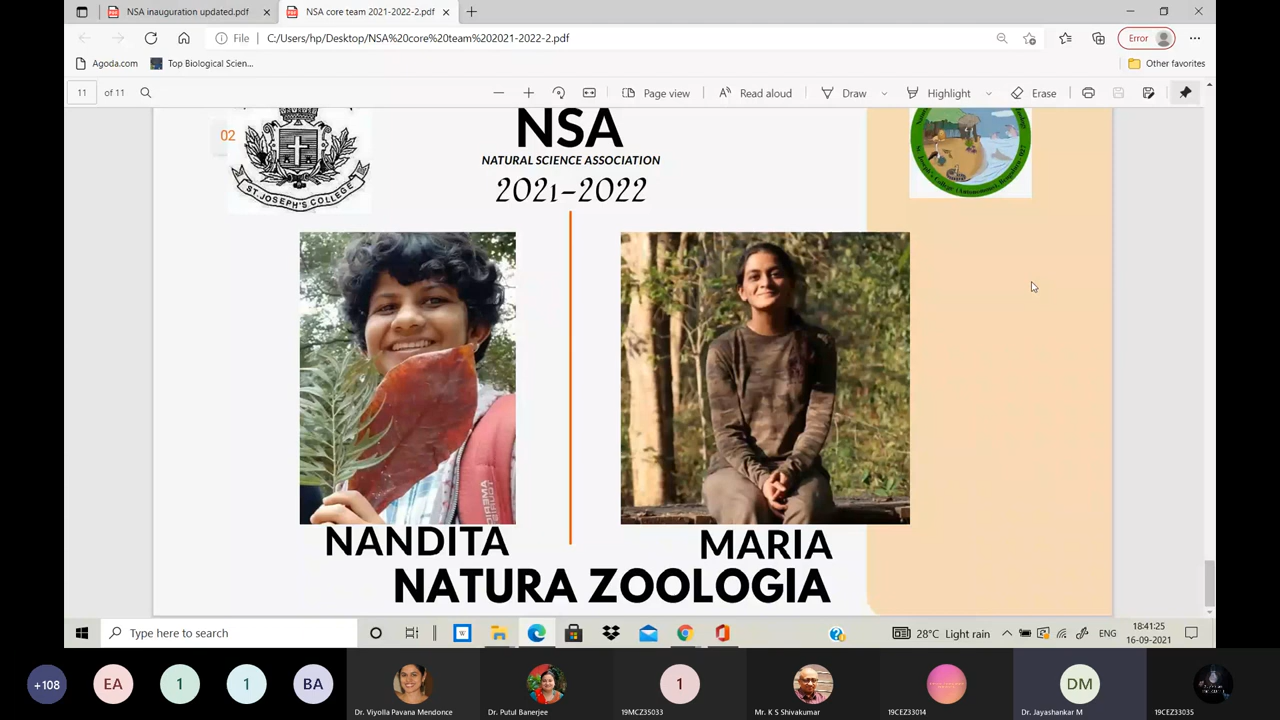 NSA inauguration updated.pdf
NSA core team 2021-2022-2.pdf
File
C:/Users/hp/Desktop/NSA%20core%20team%202021-2022-2.pdf
Error
Agoda.com
Top Biological Scien...
Other favorites
11 of 11
Page view
Read aloud
Draw
Highlight
Erase
02
NSA
NATURAL SCIENCE ASSOCIATION
2021-2022
ST. JOSEPH'S COLLEGE
NANDITA
MARIA
NATURA ZOOLOGIA
Type here to search
28°C Light rain
ENG
18:41:25
16-09-2021
+108
EA
1
1
BA
1
DM
Dr. Viyolla Pavana Mendonce
Dr. Putul Banerjee
19MCZ35033
Mr. K S Shivakumar
19CEZ33014
Dr. Jayashankar M
19CEZ33035